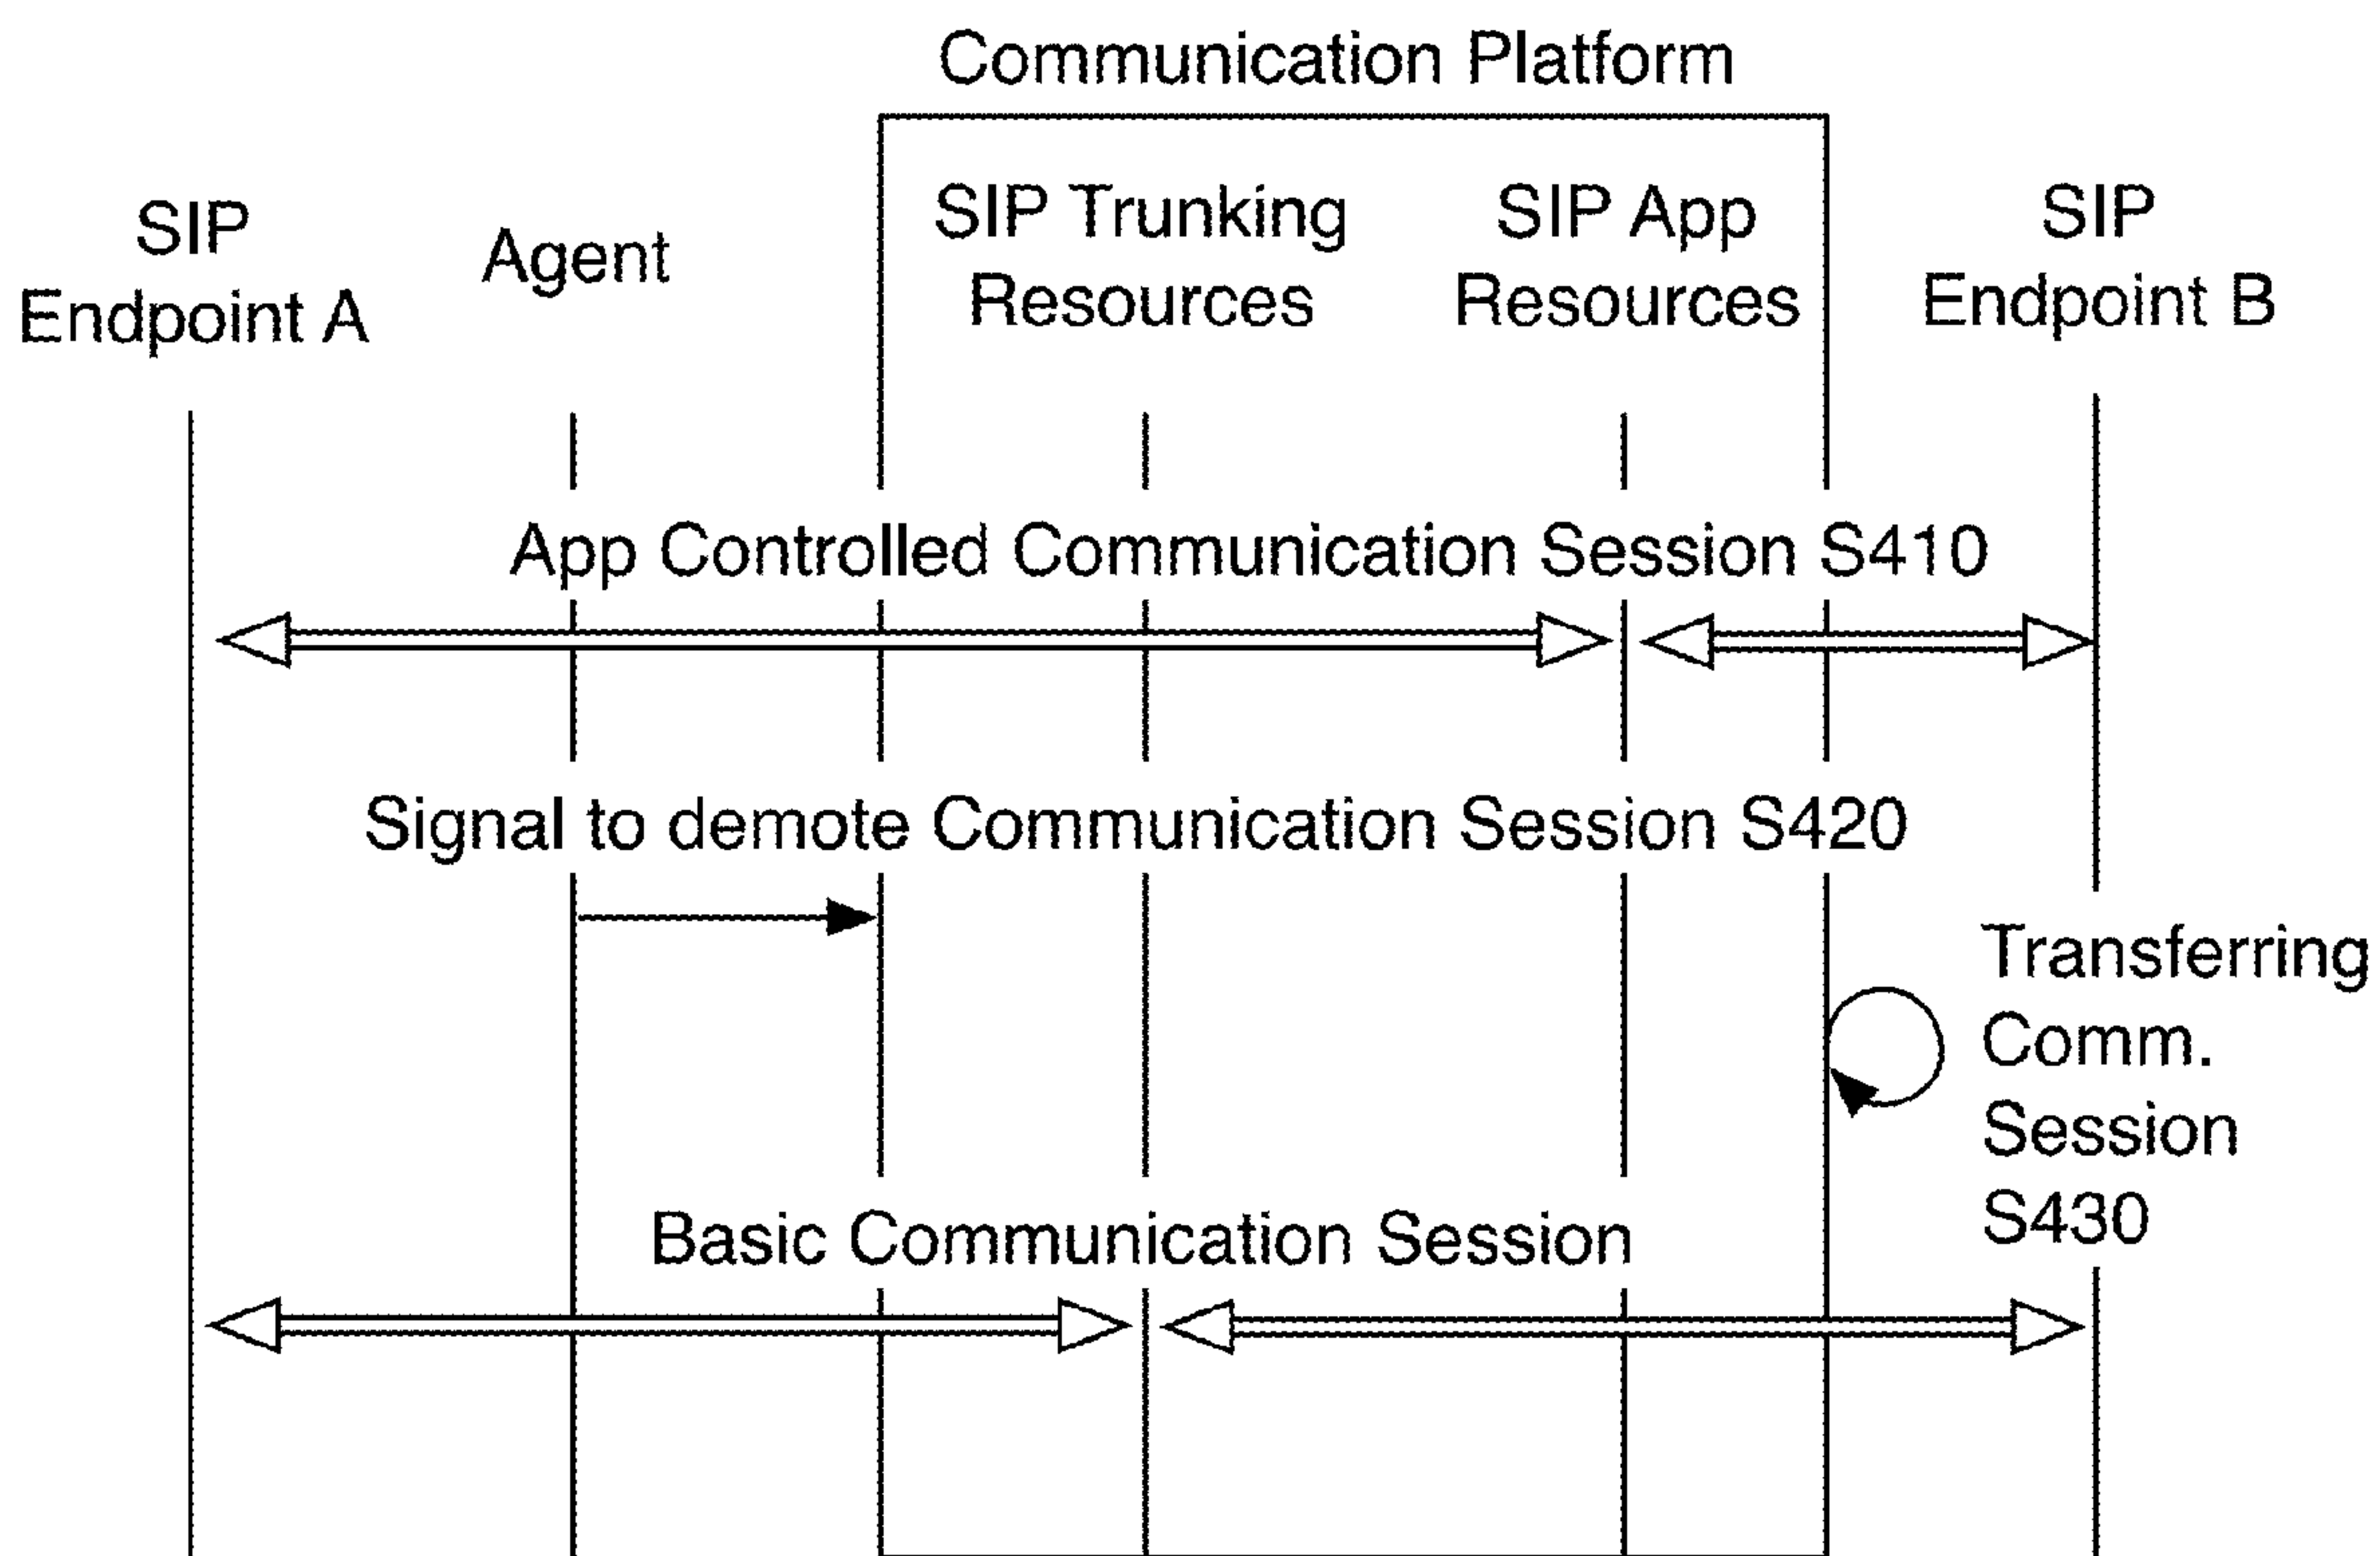 Communication Platform
SIP
Endpoint A
Agent
SIP Trunking
Resources
SIP App
Resources
SIP
Endpoint B
App Controlled Communication Session S410
Signal to demote Communication Session S420
Transferring
Comm.
Session
S430
Basic Communication Session